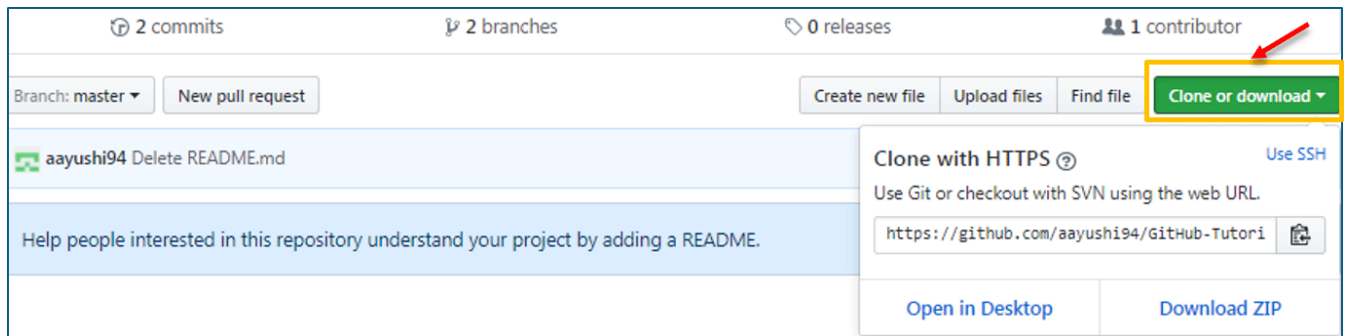 2 commits
2 branches
0 releases
1 contributor
Branch: master
New pull request
Create new file
Upload files
Find file
Clone or download
aayushi94 Delete README.md
Clone with HTTPS ?
Use SSH
Use Git or checkout with SVN using the web URL.
https://github.com/aayushi94/GitHub-Tutori
Help people interested in this repository understand your project by adding a README.
Open in Desktop
Download ZIP